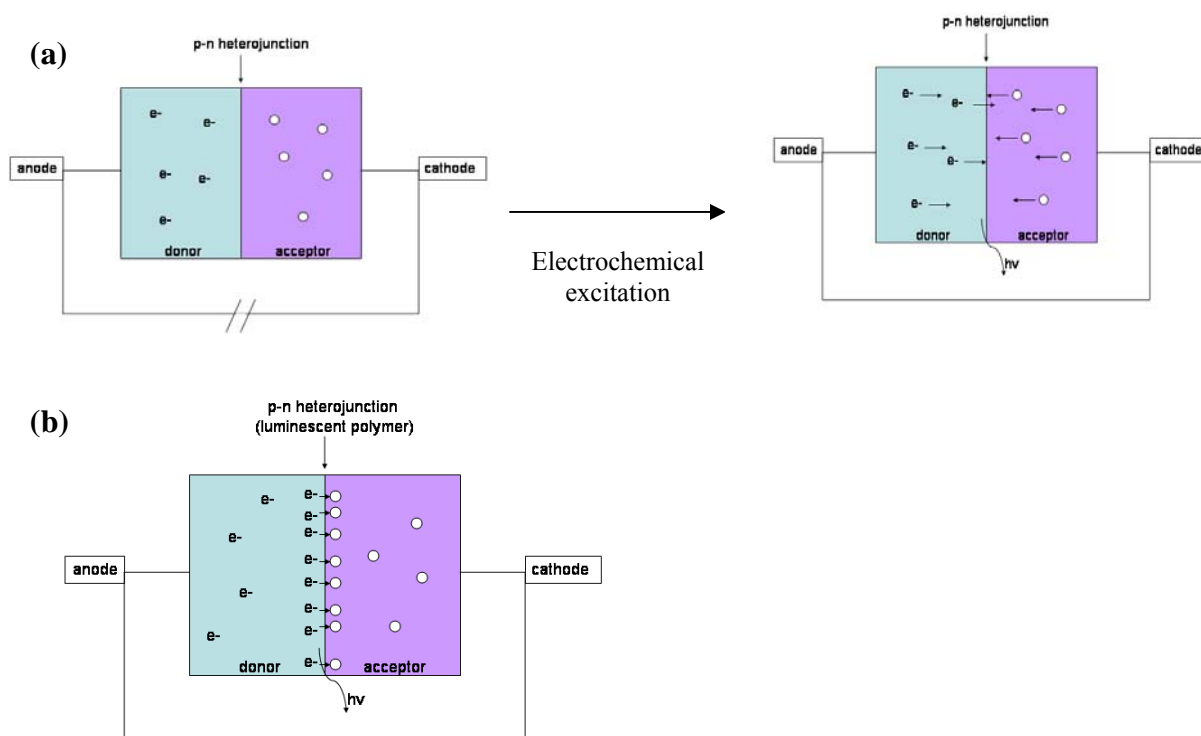 (a)
p-n heterojunction
e-
e-
e-
e-
e-
anode
cathode
donor
acceptor
Electrochemical
excitation
p-n heterojunction
e-
e-
e-
e-
e-
anode
cathode
donor
acceptor
hv
(b)
p-n heterojunction
(luminescent polymer)
e-
e-
e-
e-
e-
e-
e-
e-
e-
e-
e-
e-
anode
cathode
donor
acceptor
hv